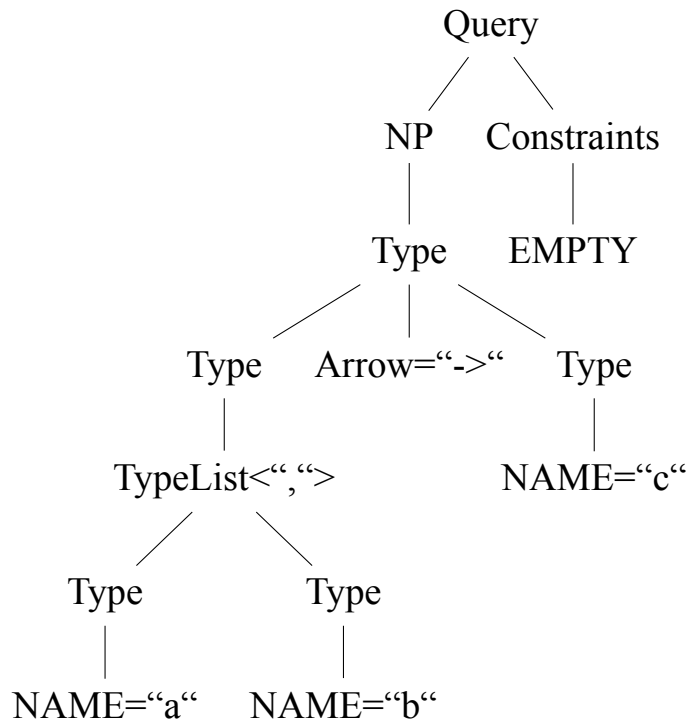 Query
NP Constraints
Type EMPTY
Type Arrow=“->“ Type
TypeList<“,“> NAME=“c“
Type Type
NAME=“a“ NAME=“b“